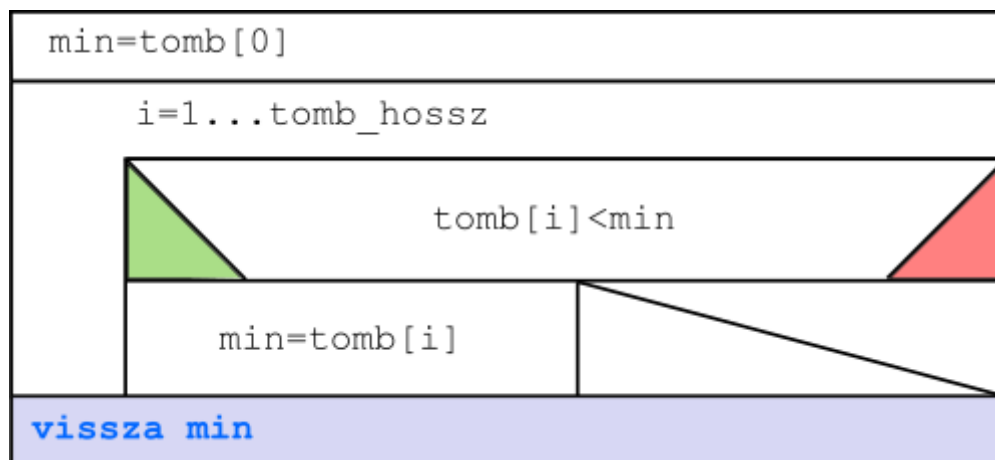 min=tomb[0]
i=1...tomb_hossz
tomb[i]<min
min=tomb[i]
vissza min